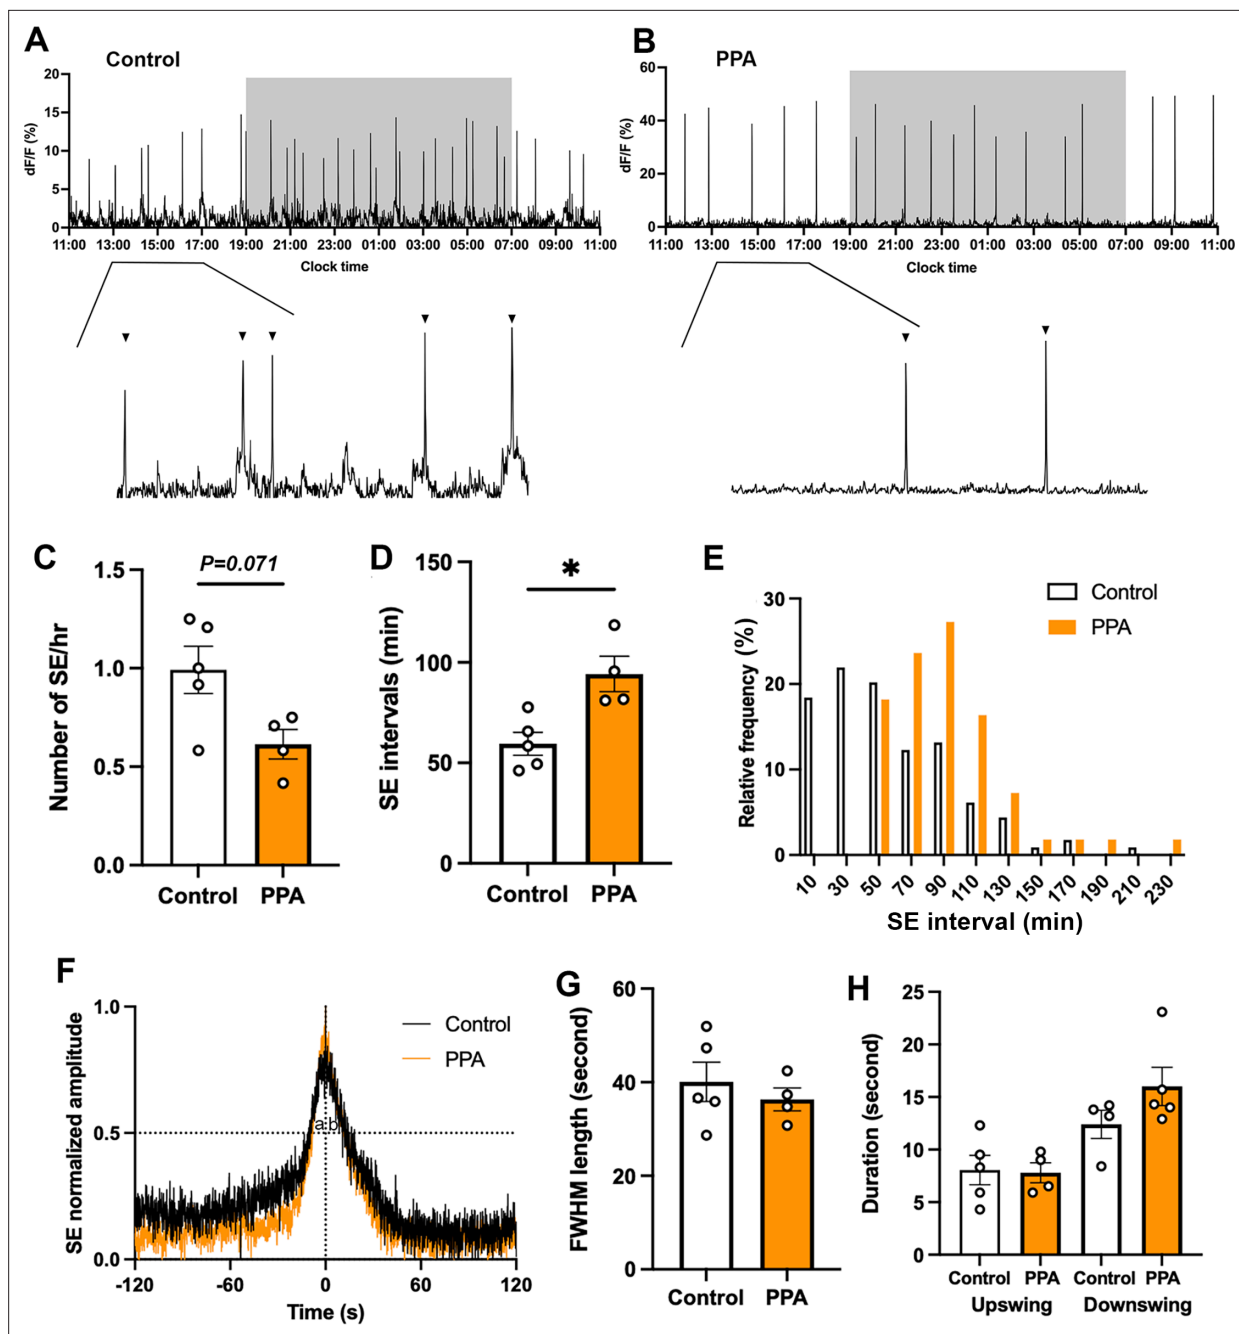 A
Control
20
15
10
5
0
dF/F (%)
11:00 13:00 15:00 17:00 19:00 21:00 23:00 01:00 03:00 05:00 07:00 09:00 11:00
Clock time
B
PPA
60
40
20
0
dF/F (%)
11:00 13:00 15:00 17:00 19:00 21:00 23:00 01:00 03:00 05:00 07:00 09:00 11:00
Clock time
C
P=0.071
1.5
1.0
0.5
0.0
Number of SE/hr
Control PPA
D
*
150
100
50
0
SE intervals (min)
Control PPA
E
Control
PPA
30
20
10
0
Relative frequency (%)
10 30 50 70 90 110 130 150 170 190 210 230
SE interval (min)
F
Control
PPA
1.0
0.5
0.0
SE normalized amplitude
a b
-120 -60 0 60 120
Time (s)
G
60
40
20
0
FWHM length (second)
Control PPA
H
25
20
15
10
5
0
Duration (second)
Control PPA Control PPA
Upswing Downswing